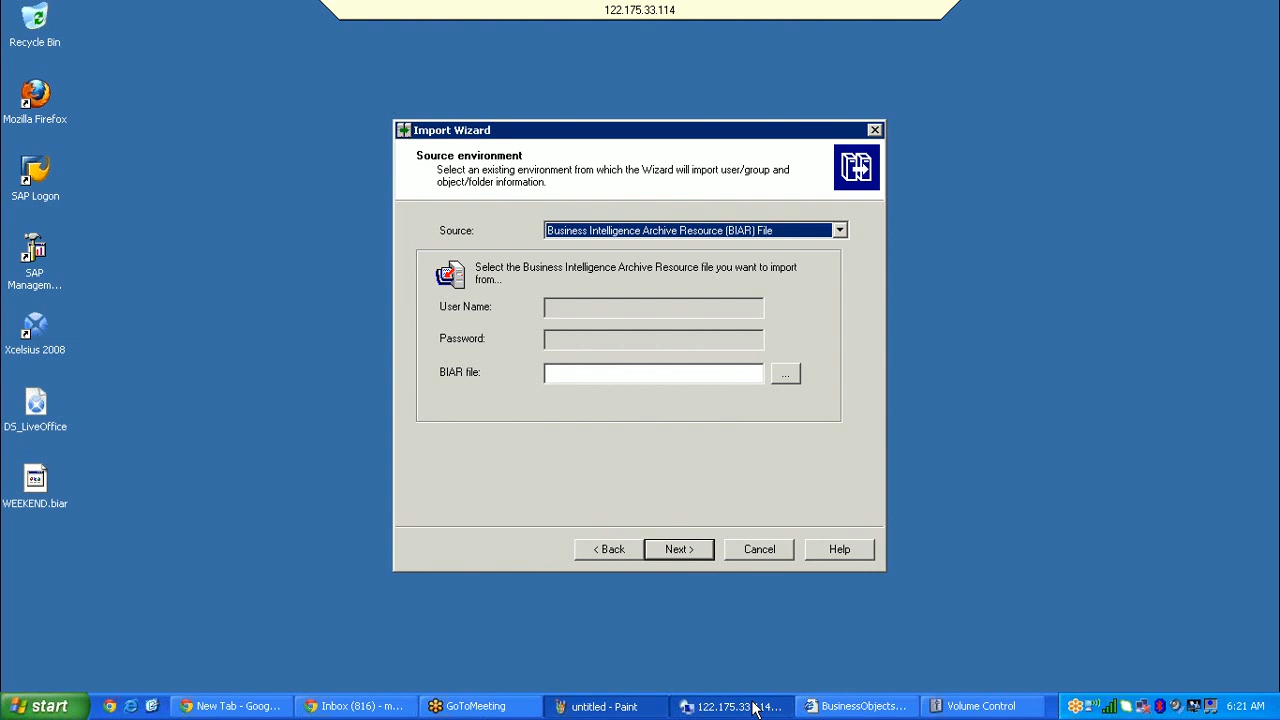 122.175.33.114
Recycle Bin
Mozilla Firefox
SAP Logon
SAP
Managem...
Xcelsius 2008
DS_LiveOffice
WEEKEND.biar
Import Wizard
Source environment
Select an existing environment from which the Wizard will import user/group and
object/folder information.
Source:
Business Intelligence Archive Resource (BIAR) File
Select the Business Intelligence Archive Resource file you want to import
from...
User Name:
Password:
BIAR file:
...
< Back
Next >
Cancel
Help
start
New Tab - Goog...
Inbox (816) - m...
GoToMeeting
untitled - Paint
122.175.33.114...
BusinessObjects...
Volume Control
6:21 AM